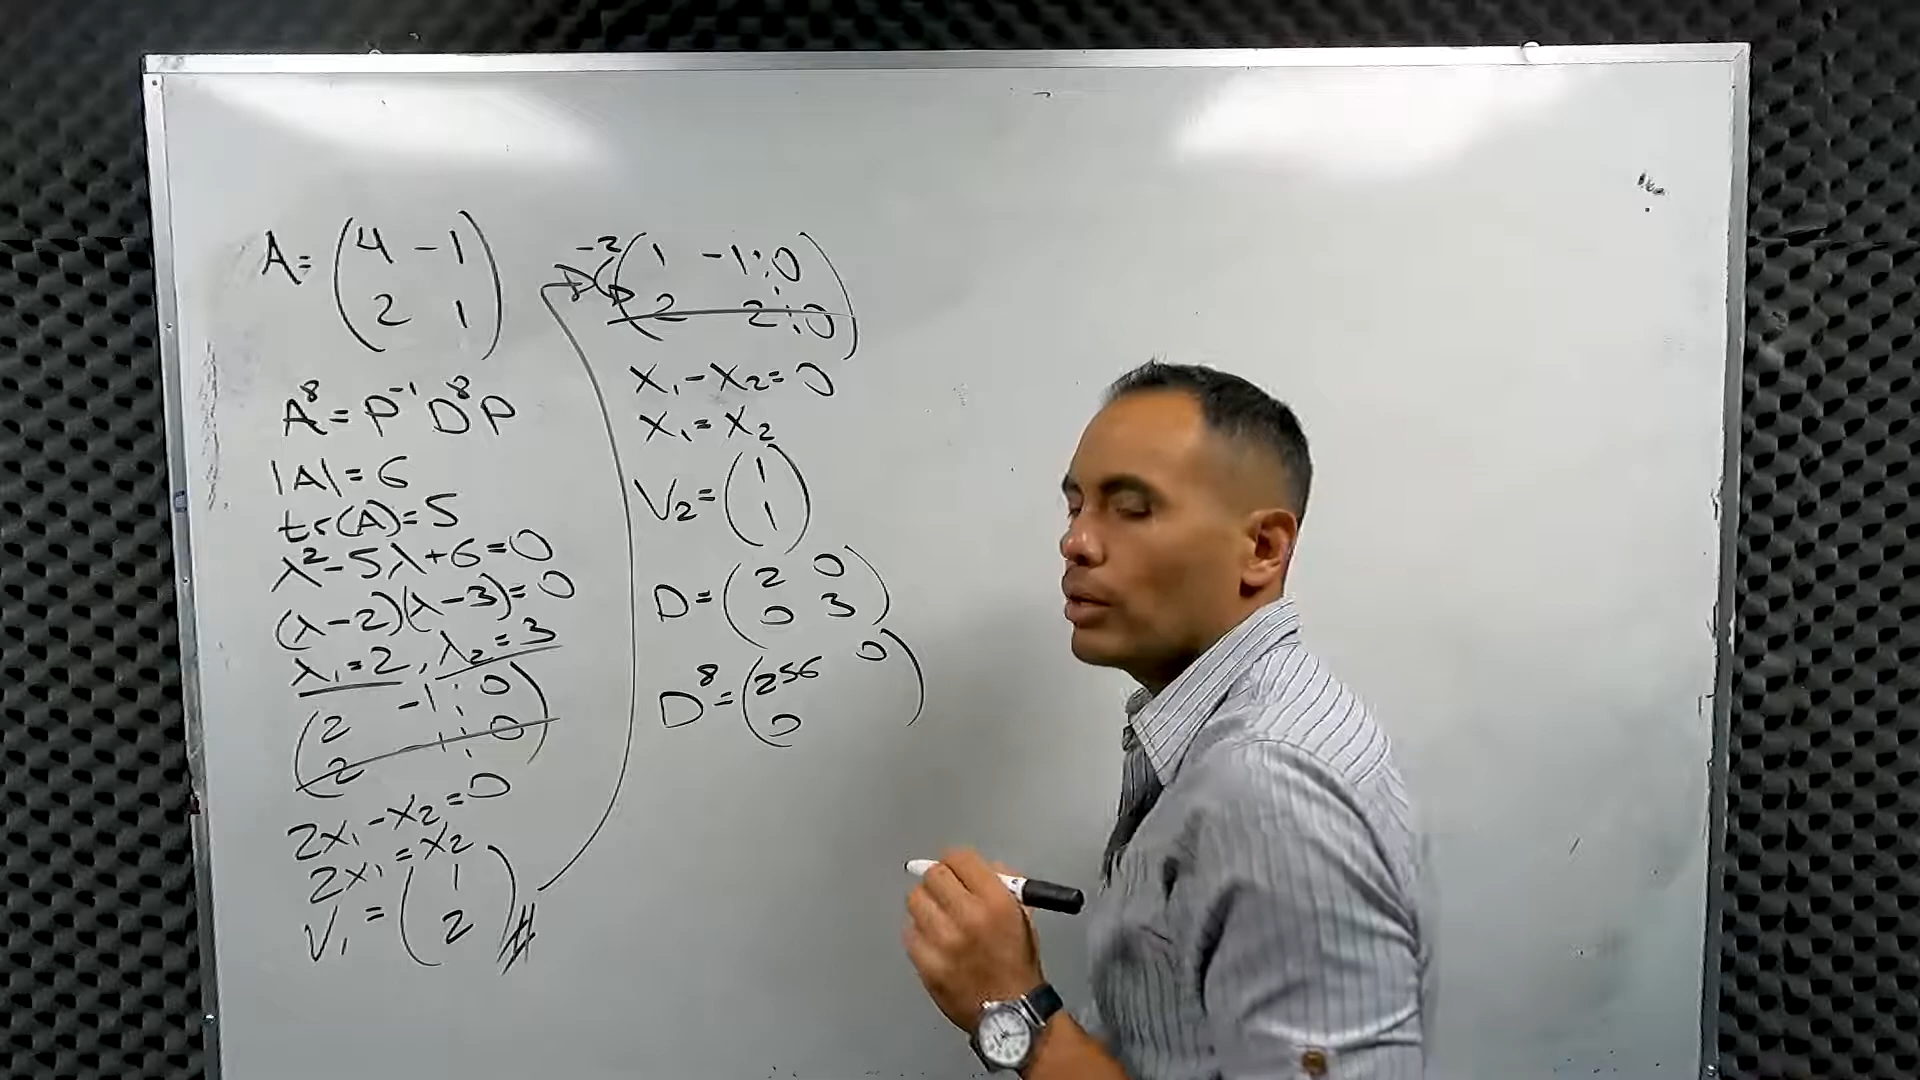 A = ( 4 -1
2 1 )
A⁸ = P⁻¹ D⁸ P
|A| = 6
tr(A) = 5
λ² - 5λ + 6 = 0
(λ - 2)(λ - 3) = 0
λ₁ = 2 , λ₂ = 3
( 2 -1 : 0
2 -1 : 0 )
2x₁ - x₂ = 0
2x₁ = x₂
V₁ = ( 1
2 )
-2 ( 1 -1 : 0
2 2 : 0 )
x₁ - x₂ = 0
x₁ = x₂
V₂ = ( 1
1 )
D = ( 2 0
0 3 )
D⁸ = ( 256 0
0 )